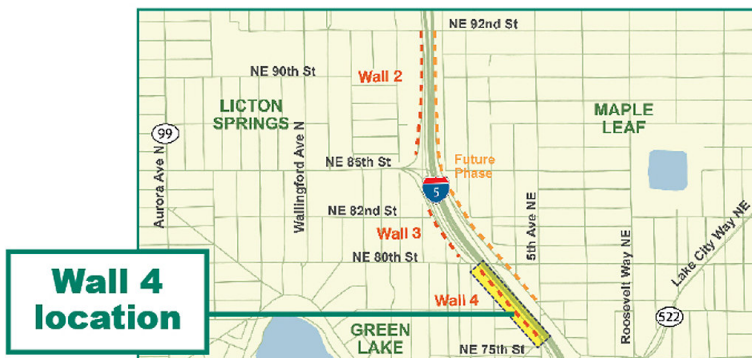 NE 92nd St
NE 90th St
Wall 2
LICTON
SPRINGS
MAPLE
LEAF
99
Aurora Ave N
Wallingford Ave N
NE 85th St
Future
Phase
5
NE 82nd St
Wall 3
5th Ave NE
Roosevelt Way NE
Lake City Way NE
NE 80th St
Wall 4
location
Wall 4
522
GREEN
LAKE
NE 75th St